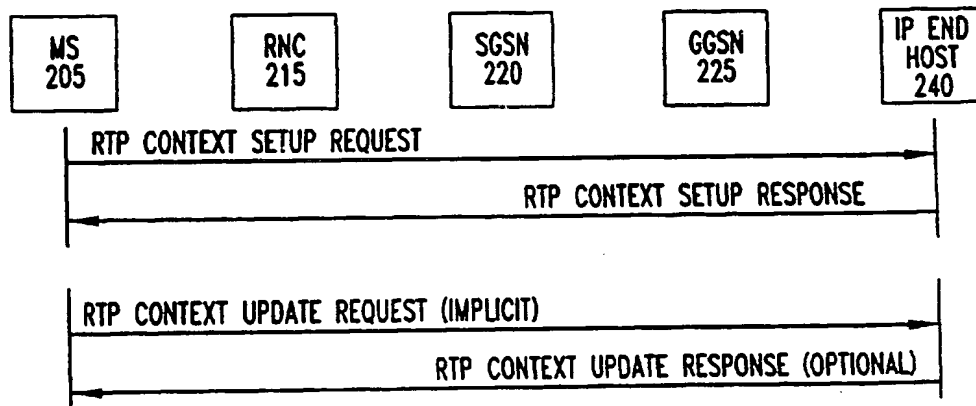 MS
205
RNC
215
SGSN
220
GGSN
225
IP END
HOST
240
RTP CONTEXT SETUP REQUEST
RTP CONTEXT SETUP RESPONSE
RTP CONTEXT UPDATE REQUEST (IMPLICIT)
RTP CONTEXT UPDATE RESPONSE (OPTIONAL)